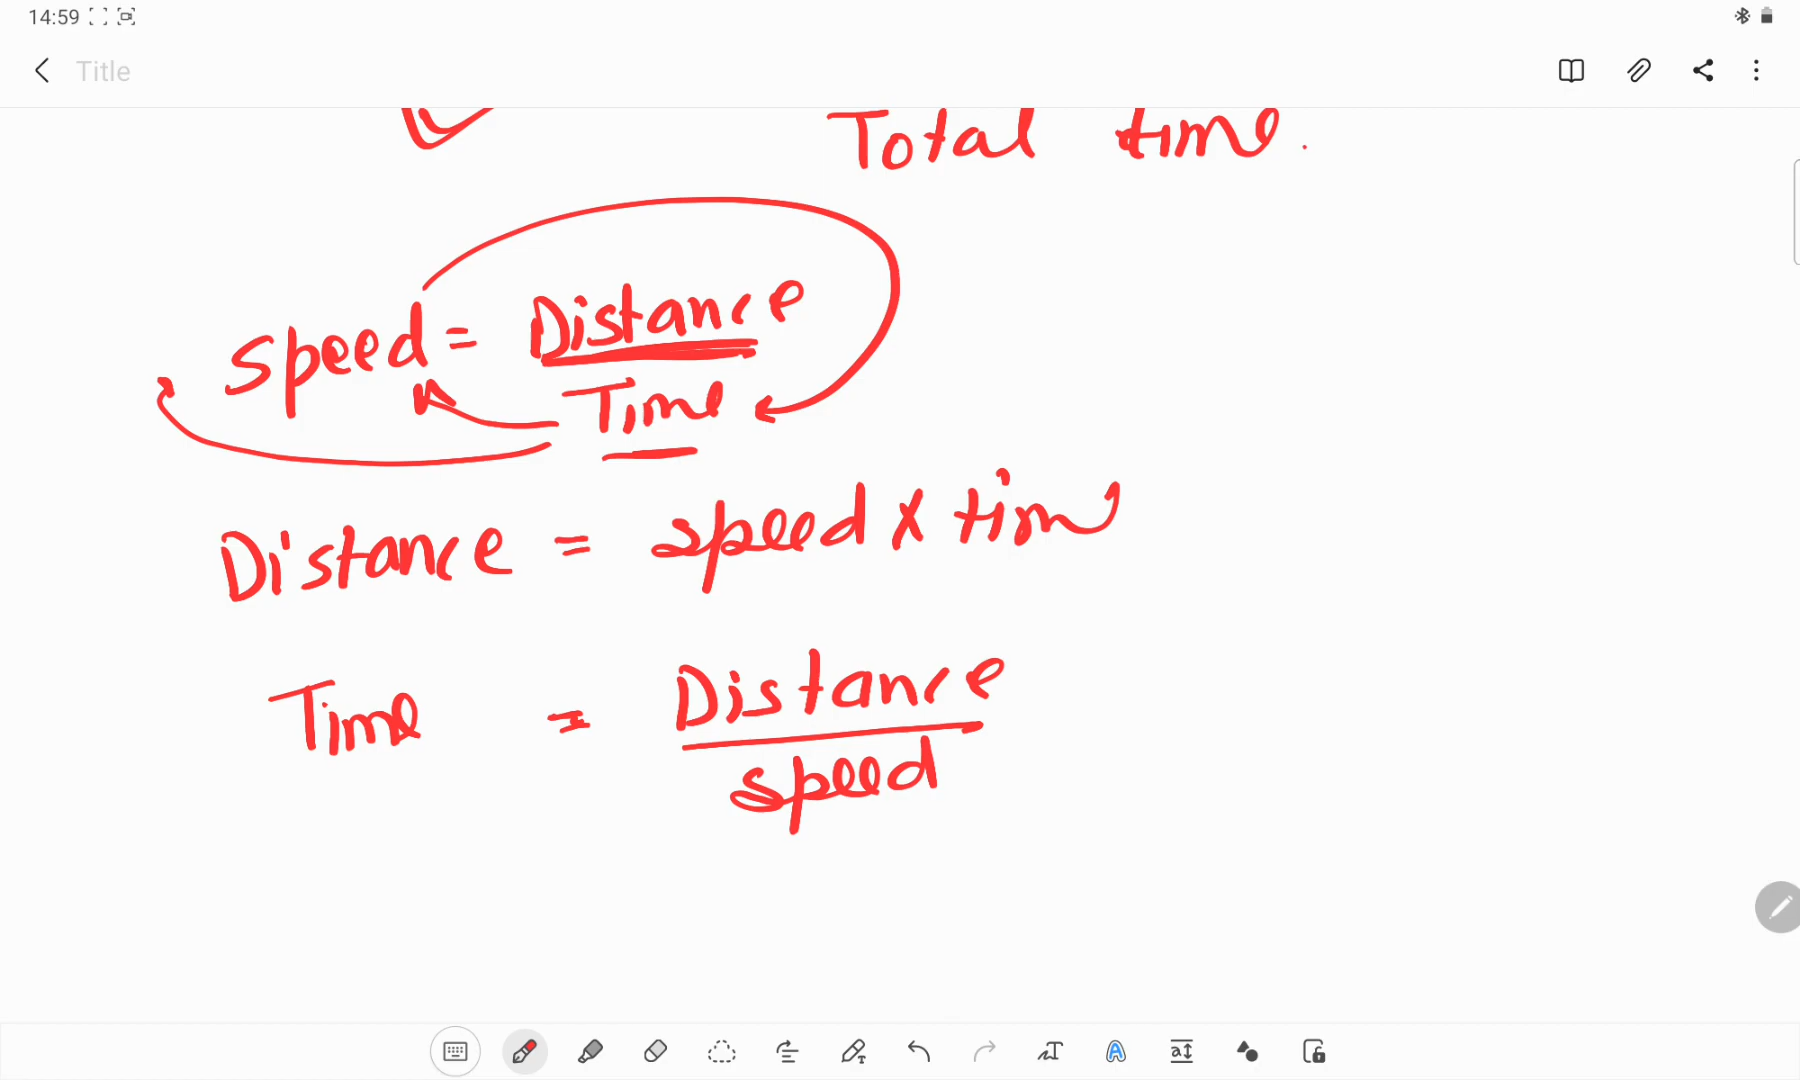 14:59
Title
Total time.
Speed = Distance
Time
Distance = speed x time
Time = Distance
speed